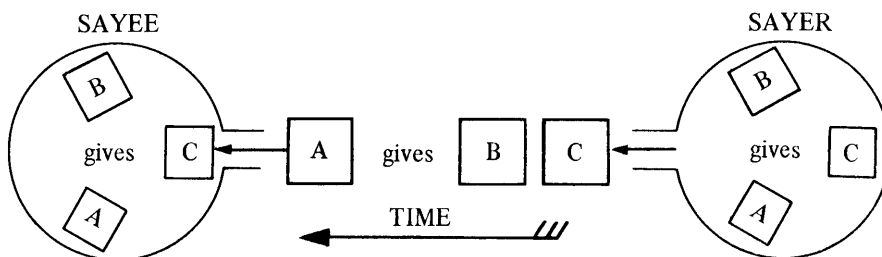 SAYEE SAYER
B B
gives C A gives B C gives C
A A
TIME